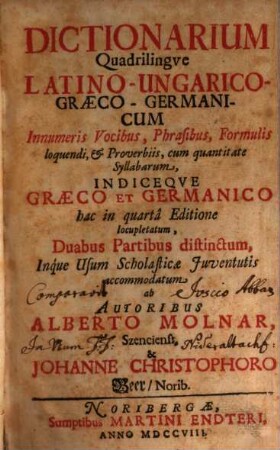 DICTIONARIUM
Quadrilingve
LATINO-UNGARICO-
GRÆCO-GERMANI-
CUM
Innumeris Vocibus, Phrasibus, Formulis
loquendi, & Proverbiis, cum quantitate
Syllabarum,
INDICEQVE
GRÆCO ET GERMANICO
hac in quartâ Editione
locupletatum,
Duabus Partibus distinctum,
Inque Usum Scholasticæ Juventutis
accommodatum
ab
AUTORIBUS
ALBERTO MOLNAR,
Szenciensi,
&
JOHANNE CHRISTOPHORO
Beer / Norib.
NORIBERGÆ,
Sumptibus MARTINI ENDTERI,
ANNO MDCCVIII.